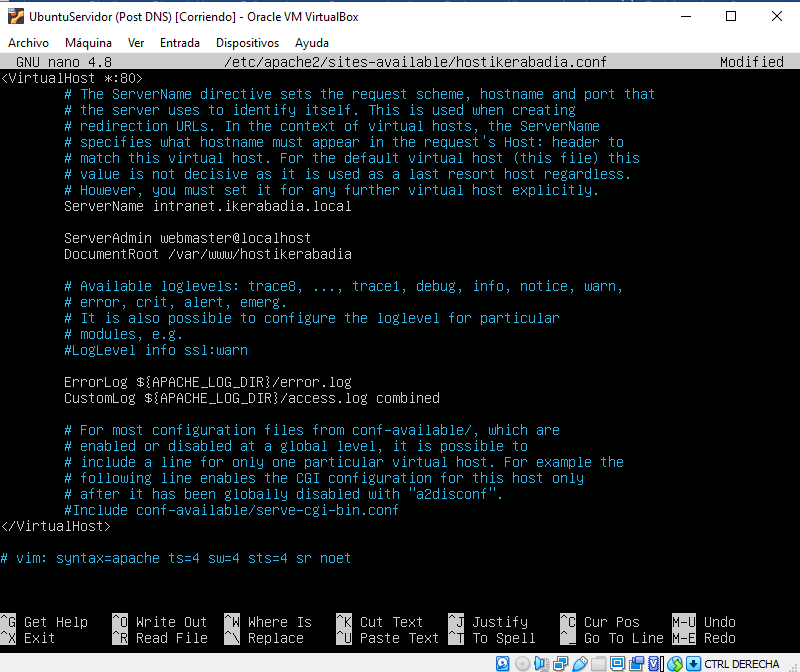 UbuntuServidor (Post DNS) [Corriendo] - Oracle VM VirtualBox
Archivo Máquina Ver Entrada Dispositivos Ayuda
GNU nano 4.8 /etc/apache2/sites-available/hostikerabadia.conf Modified
<VirtualHost *:80>
# The ServerName directive sets the request scheme, hostname and port that
# the server uses to identify itself. This is used when creating
# redirection URLs. In the context of virtual hosts, the ServerName
# specifies what hostname must appear in the request's Host: header to
# match this virtual host. For the default virtual host (this file) this
# value is not decisive as it is used as a last resort host regardless.
# However, you must set it for any further virtual host explicitly.
ServerName intranet.ikerabadia.local
ServerAdmin webmaster@localhost
DocumentRoot /var/www/hostikerabadia
# Available loglevels: trace8, ..., trace1, debug, info, notice, warn,
# error, crit, alert, emerg.
# It is also possible to configure the loglevel for particular
# modules, e.g.
#LogLevel info ssl:warn
ErrorLog ${APACHE_LOG_DIR}/error.log
CustomLog ${APACHE_LOG_DIR}/access.log combined
# For most configuration files from conf-available/, which are
# enabled or disabled at a global level, it is possible to
# include a line for only one particular virtual host. For example the
# following line enables the CGI configuration for this host only
# after it has been globally disabled with "a2disconf".
#Include conf-available/serve-cgi-bin.conf
</VirtualHost>
# vim: syntax=apache ts=4 sw=4 sts=4 sr noet
^G Get Help ^O Write Out ^W Where Is ^K Cut Text ^J Justify ^C Cur Pos M-U Undo
^X Exit ^R Read File ^\ Replace ^U Paste Text ^T To Spell ^_ Go To Line M-E Redo
CTRL DERECHA